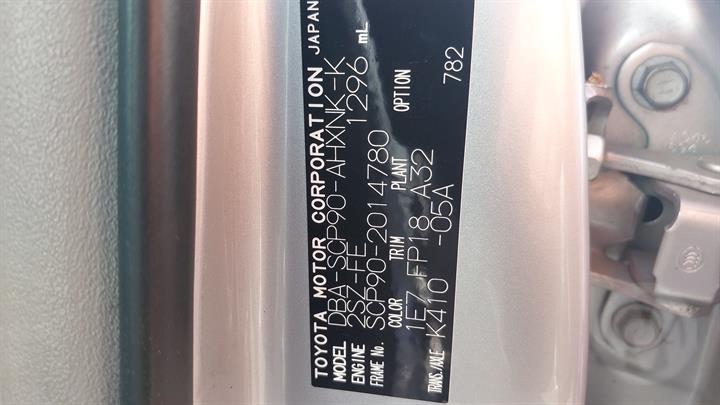 TOYOTA MOTOR CORPORATION JAPAN
MODEL DBA-SCP90-AHXNK-K
ENGINE 2SZ-FE 1296 mL
FRAME No. SCP90-2014780
COLOR TRIM PLANT OPTION
1E7 FP18 A32 782
TRANS./AXLE K410 -05A